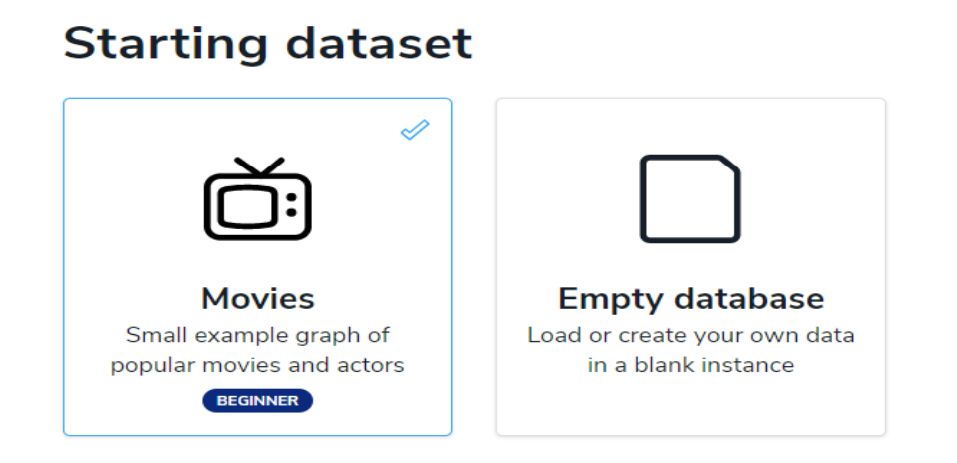 Starting dataset
Movies
Small example graph of
popular movies and actors
BEGINNER
Empty database
Load or create your own data
in a blank instance